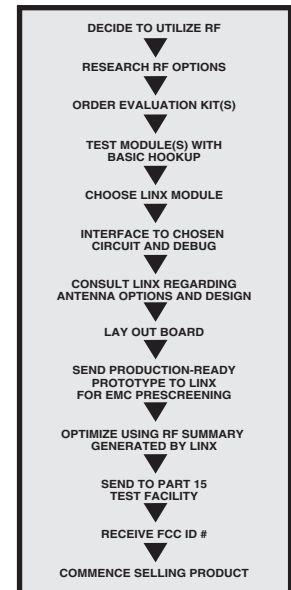 DECIDE TO UTILIZE RF
RESEARCH RF OPTIONS
ORDER EVALUATION KIT(S)
TEST MODULE(S) WITH
BASIC HOOKUP
CHOOSE LINX MODULE
INTERFACE TO CHOSEN
CIRCUIT AND DEBUG
CONSULT LINX REGARDING
ANTENNA OPTIONS AND DESIGN
LAY OUT BOARD
SEND PRODUCTION-READY
PROTOTYPE TO LINX
FOR EMC PRESCREENING
OPTIMIZE USING RF SUMMARY
GENERATED BY LINX
SEND TO PART 15
TEST FACILITY
RECEIVE FCC ID #
COMMENCE SELLING PRODUCT